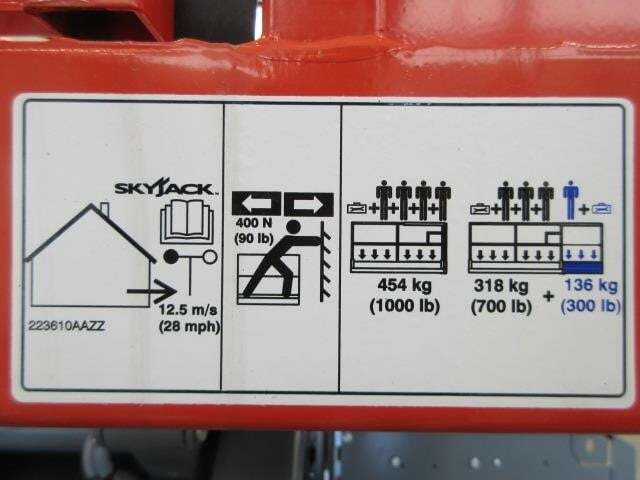 SKYJACK™
12.5 m/s
(28 mph)
223610AAZZ
400 N
(90 lb)
+ + + +
454 kg
(1000 lb)
+ + + +
318 kg
(700 lb)
+
136 kg
(300 lb)